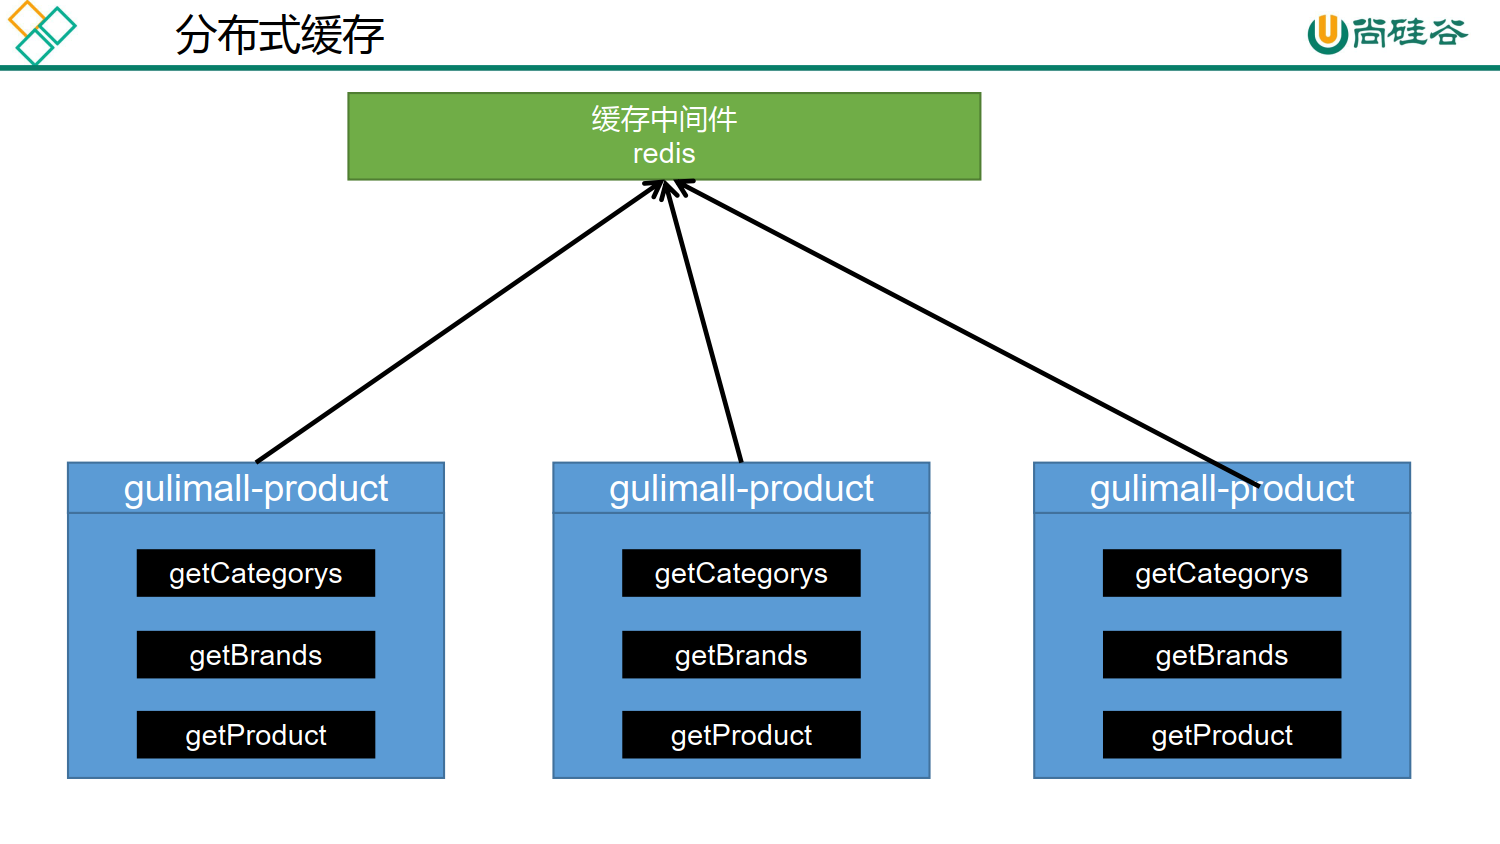 分布式缓存
尚硅谷
缓存中间件
redis
gulimall-product
getCategorys
getBrands
getProduct
gulimall-product
getCategorys
getBrands
getProduct
gulimall-product
getCategorys
getBrands
getProduct